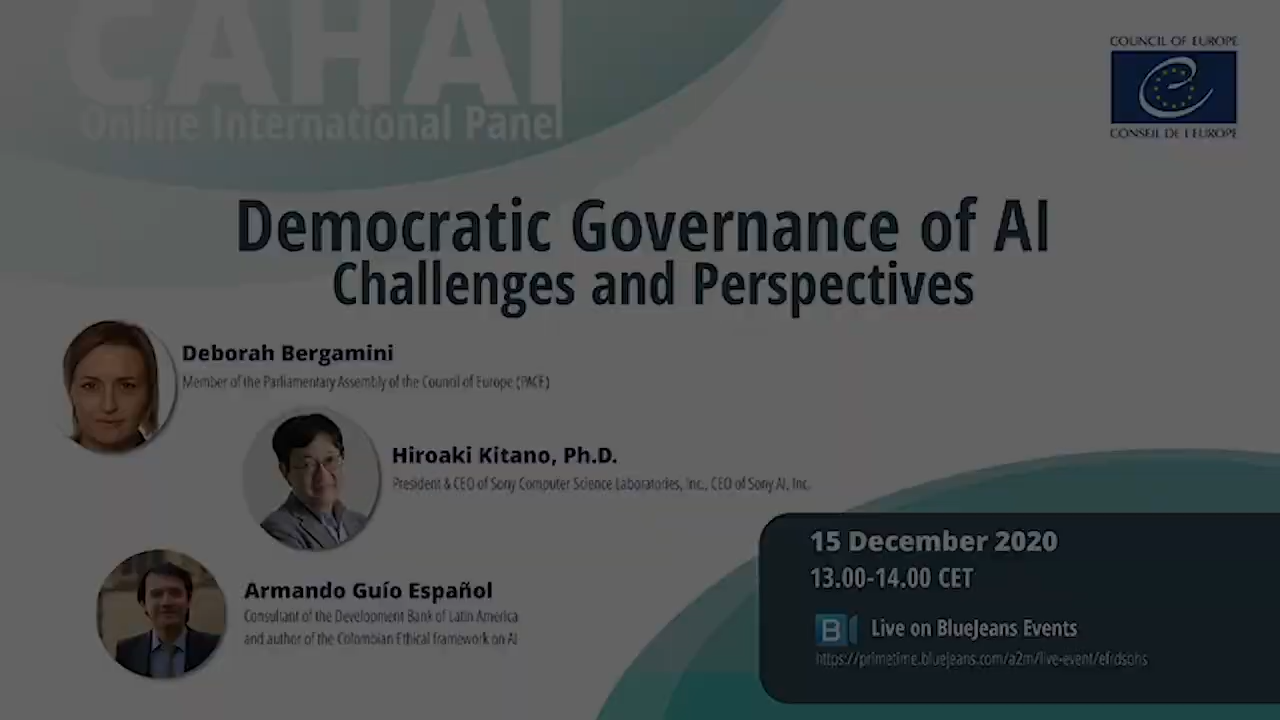 CAHAI
Online International Panel
COUNCIL OF EUROPE
CONSEIL DE L'EUROPE
Democratic Governance of AI
Challenges and Perspectives
Deborah Bergamini
Member of the Parliamentary Assembly of the Council of Europe (PACE)
Hiroaki Kitano, Ph.D.
President & CEO of Sony Computer Science Laboratories, Inc., CEO of Sony AI, Inc.
Armando Guío Español
Consultant of the Development Bank of Latin America
and author of the Colombian Ethical framework on AI
15 December 2020
13.00-14.00 CET
B
Live on BlueJeans Events